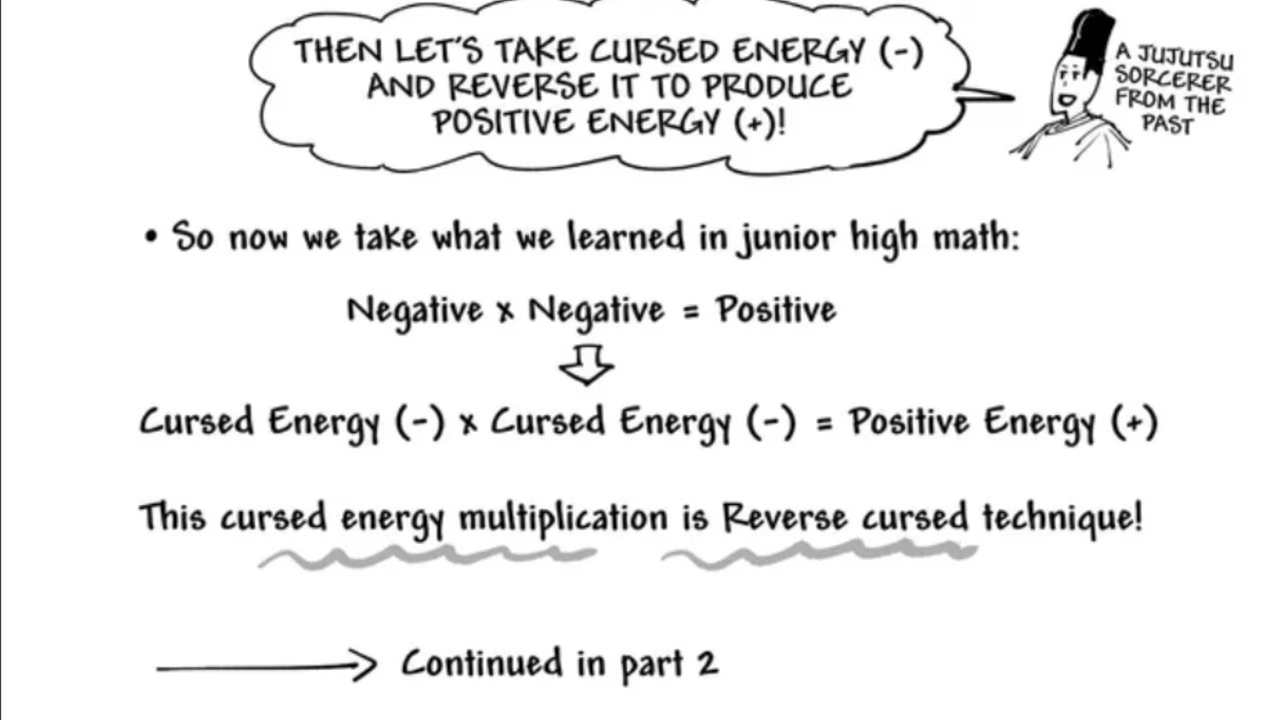 THEN LET'S TAKE CURSED ENERGY (-)
AND REVERSE IT TO PRODUCE
POSITIVE ENERGY (+)!
A JUJUTSU
SORCERER
FROM THE
PAST
• So now we take what we learned in junior high math:
Negative x Negative = Positive
Cursed Energy (-) x Cursed Energy (-) = Positive Energy (+)
This cursed energy multiplication is Reverse cursed technique!
Continued in part 2